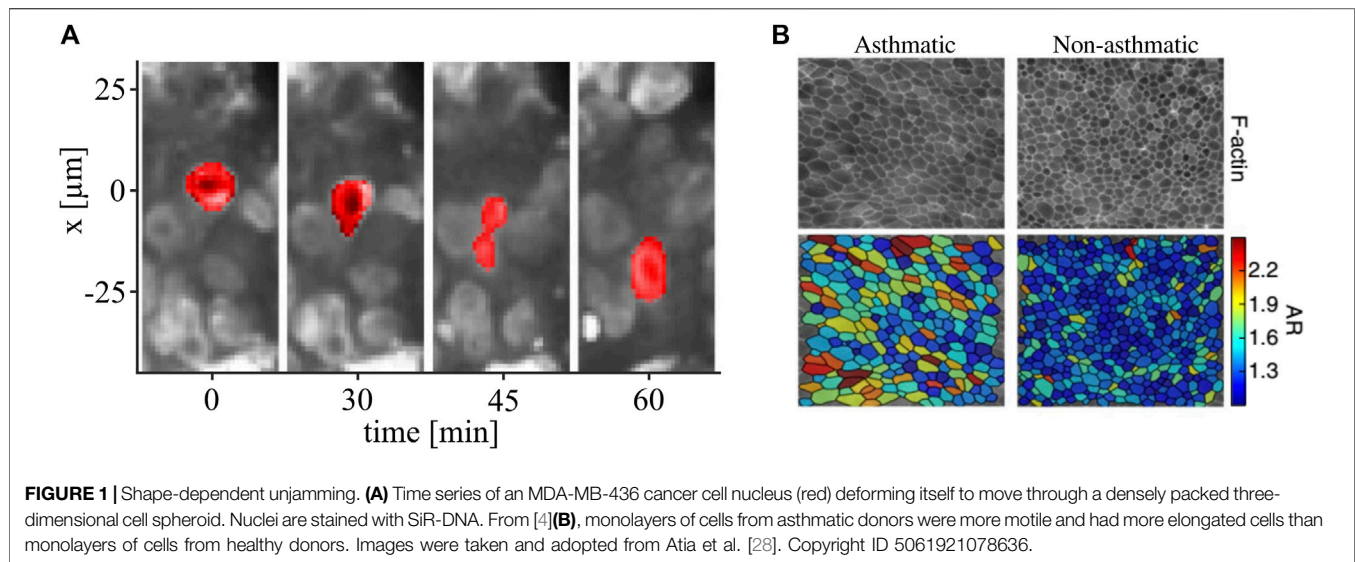 A
x [μm]
25
0
-25
0 30 45 60
time [min]
B
Asthmatic Non-asthmatic
F-actin
2.2
1.9
1.6
1.3
AR
FIGURE 1 | Shape-dependent unjamming. (A) Time series of an MDA-MB-436 cancer cell nucleus (red) deforming itself to move through a densely packed three-
dimensional cell spheroid. Nuclei are stained with SiR-DNA. From [4](B), monolayers of cells from asthmatic donors were more motile and had more elongated cells than
monolayers of cells from healthy donors. Images were taken and adopted from Atia et al. [28]. Copyright ID 5061921078636.